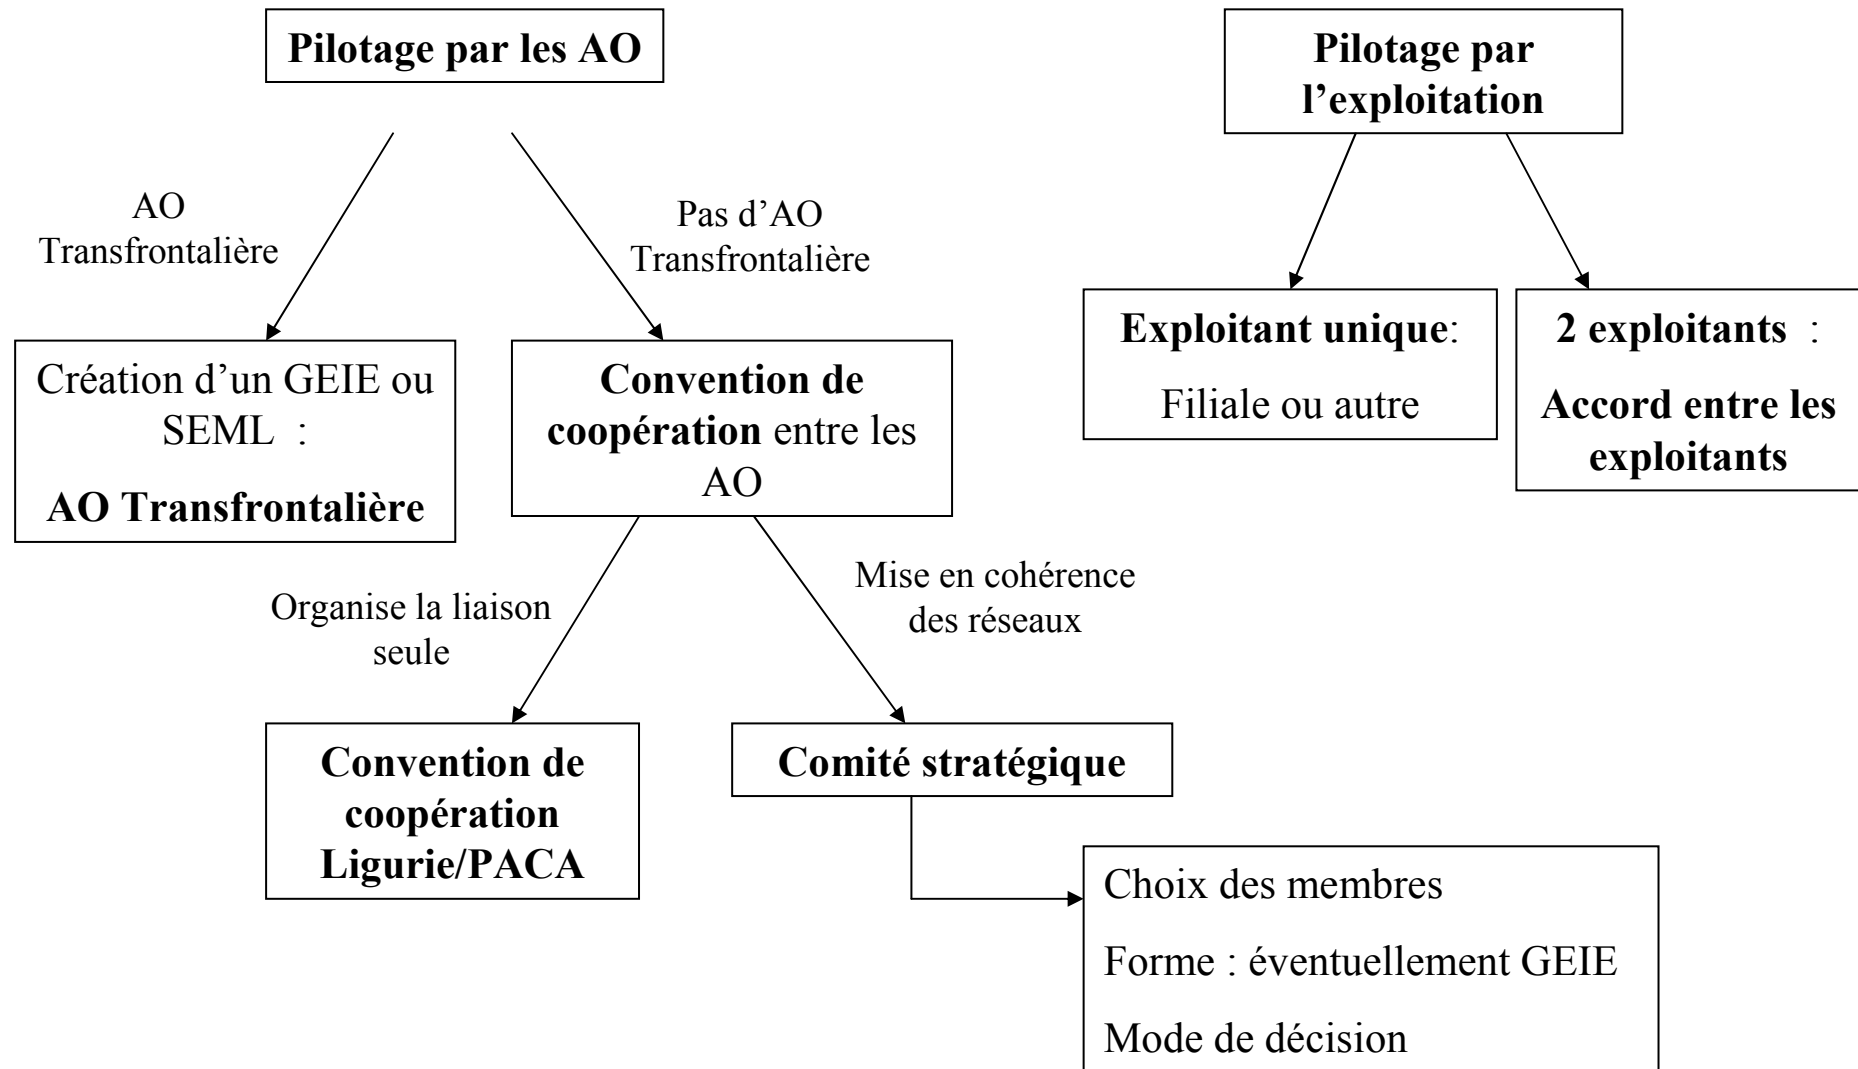 Pilotage par les AO
Pilotage par
l’exploitation
AO
Transfrontalière
Pas d’AO
Transfrontalière
Création d’un GEIE ou
SEML :
AO Transfrontalière
Convention de
coopération entre les
AO
Exploitant unique:
Filiale ou autre
2 exploitants :
Accord entre les
exploitants
Organise la liaison
seule
Mise en cohérence
des réseaux
Convention de
coopération
Ligurie/PACA
Comité stratégique
Choix des membres
Forme : éventuellement GEIE
Mode de décision